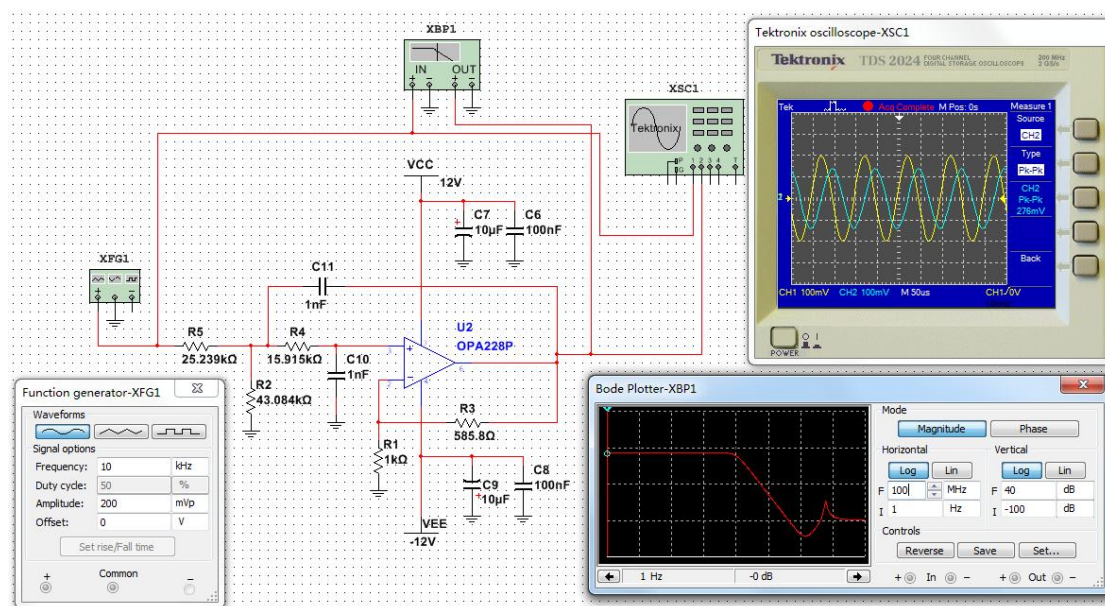 XBP1
IN OUT
XSC1
Tektronix
P
G
1 2 3 4 T
VCC
12V
C7
10µF
C6
100nF
XFG1
C11
1nF
U2
OPA228P
R5
25.239kΩ
R4
15.915kΩ
C10
1nF
R2
43.084kΩ
R3
585.8Ω
R1
1kΩ
C9
10µF
C8
100nF
VEE
-12V
Tektronix oscilloscope-XSC1
Tektronix TDS 2024 FOUR CHANNEL DIGITAL STORAGE OSCILLOSCOPE 200 MHz 2 GS/s
Tek Acq Complete M Pos: 0s Measure 1
Source
CH2
Type
Pk-Pk
CH2
Pk-Pk
276mV
Back
CH1 100mV CH2 100mV M 50us CH1/0V
POWER
Function generator-XFG1
Waveforms
Signal options
Frequency: 10 kHz
Duty cycle: 50 %
Amplitude: 200 mVp
Offset: 0 V
Set rise/Fall time
+ Common −
Bode Plotter-XBP1
Mode
Magnitude Phase
Horizontal Vertical
Log Lin Log Lin
F 100 MHz F 40 dB
I 1 Hz I -100 dB
Controls
Reverse Save Set...
1 Hz -0 dB
+ In − + Out −